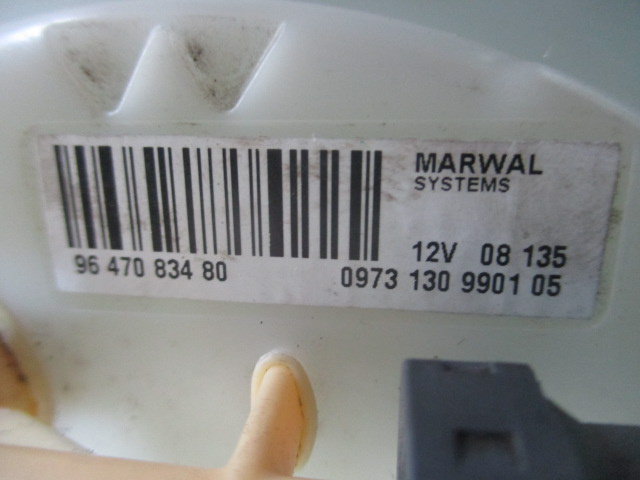 MARWAL
SYSTEMS
12V 08 135
96 470 834 80
0973 130 9901 05